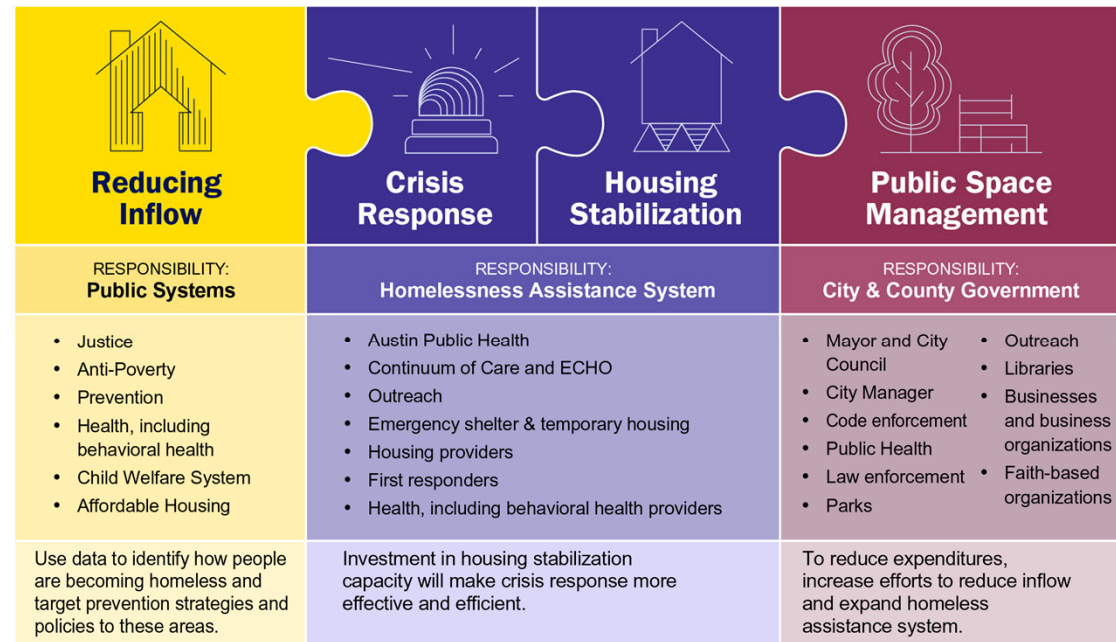 Reducing
Inflow
Crisis
Response
Housing
Stabilization
Public Space
Management
RESPONSIBILITY:
Public Systems
RESPONSIBILITY:
Homelessness Assistance System
RESPONSIBILITY:
City & County Government
• Justice
• Anti-Poverty
• Prevention
• Health, including
behavioral health
• Child Welfare System
• Affordable Housing
• Austin Public Health
• Continuum of Care and ECHO
• Outreach
• Emergency shelter & temporary housing
• Housing providers
• First responders
• Health, including behavioral health providers
• Mayor and City
Council
• City Manager
• Code enforcement
• Public Health
• Law enforcement
• Parks
• Outreach
• Libraries
• Businesses
and business
organizations
• Faith-based
organizations
Use data to identify how people
are becoming homeless and
target prevention strategies and
policies to these areas.
Investment in housing stabilization
capacity will make crisis response more
effective and efficient.
To reduce expenditures,
increase efforts to reduce inflow
and expand homeless
assistance system.